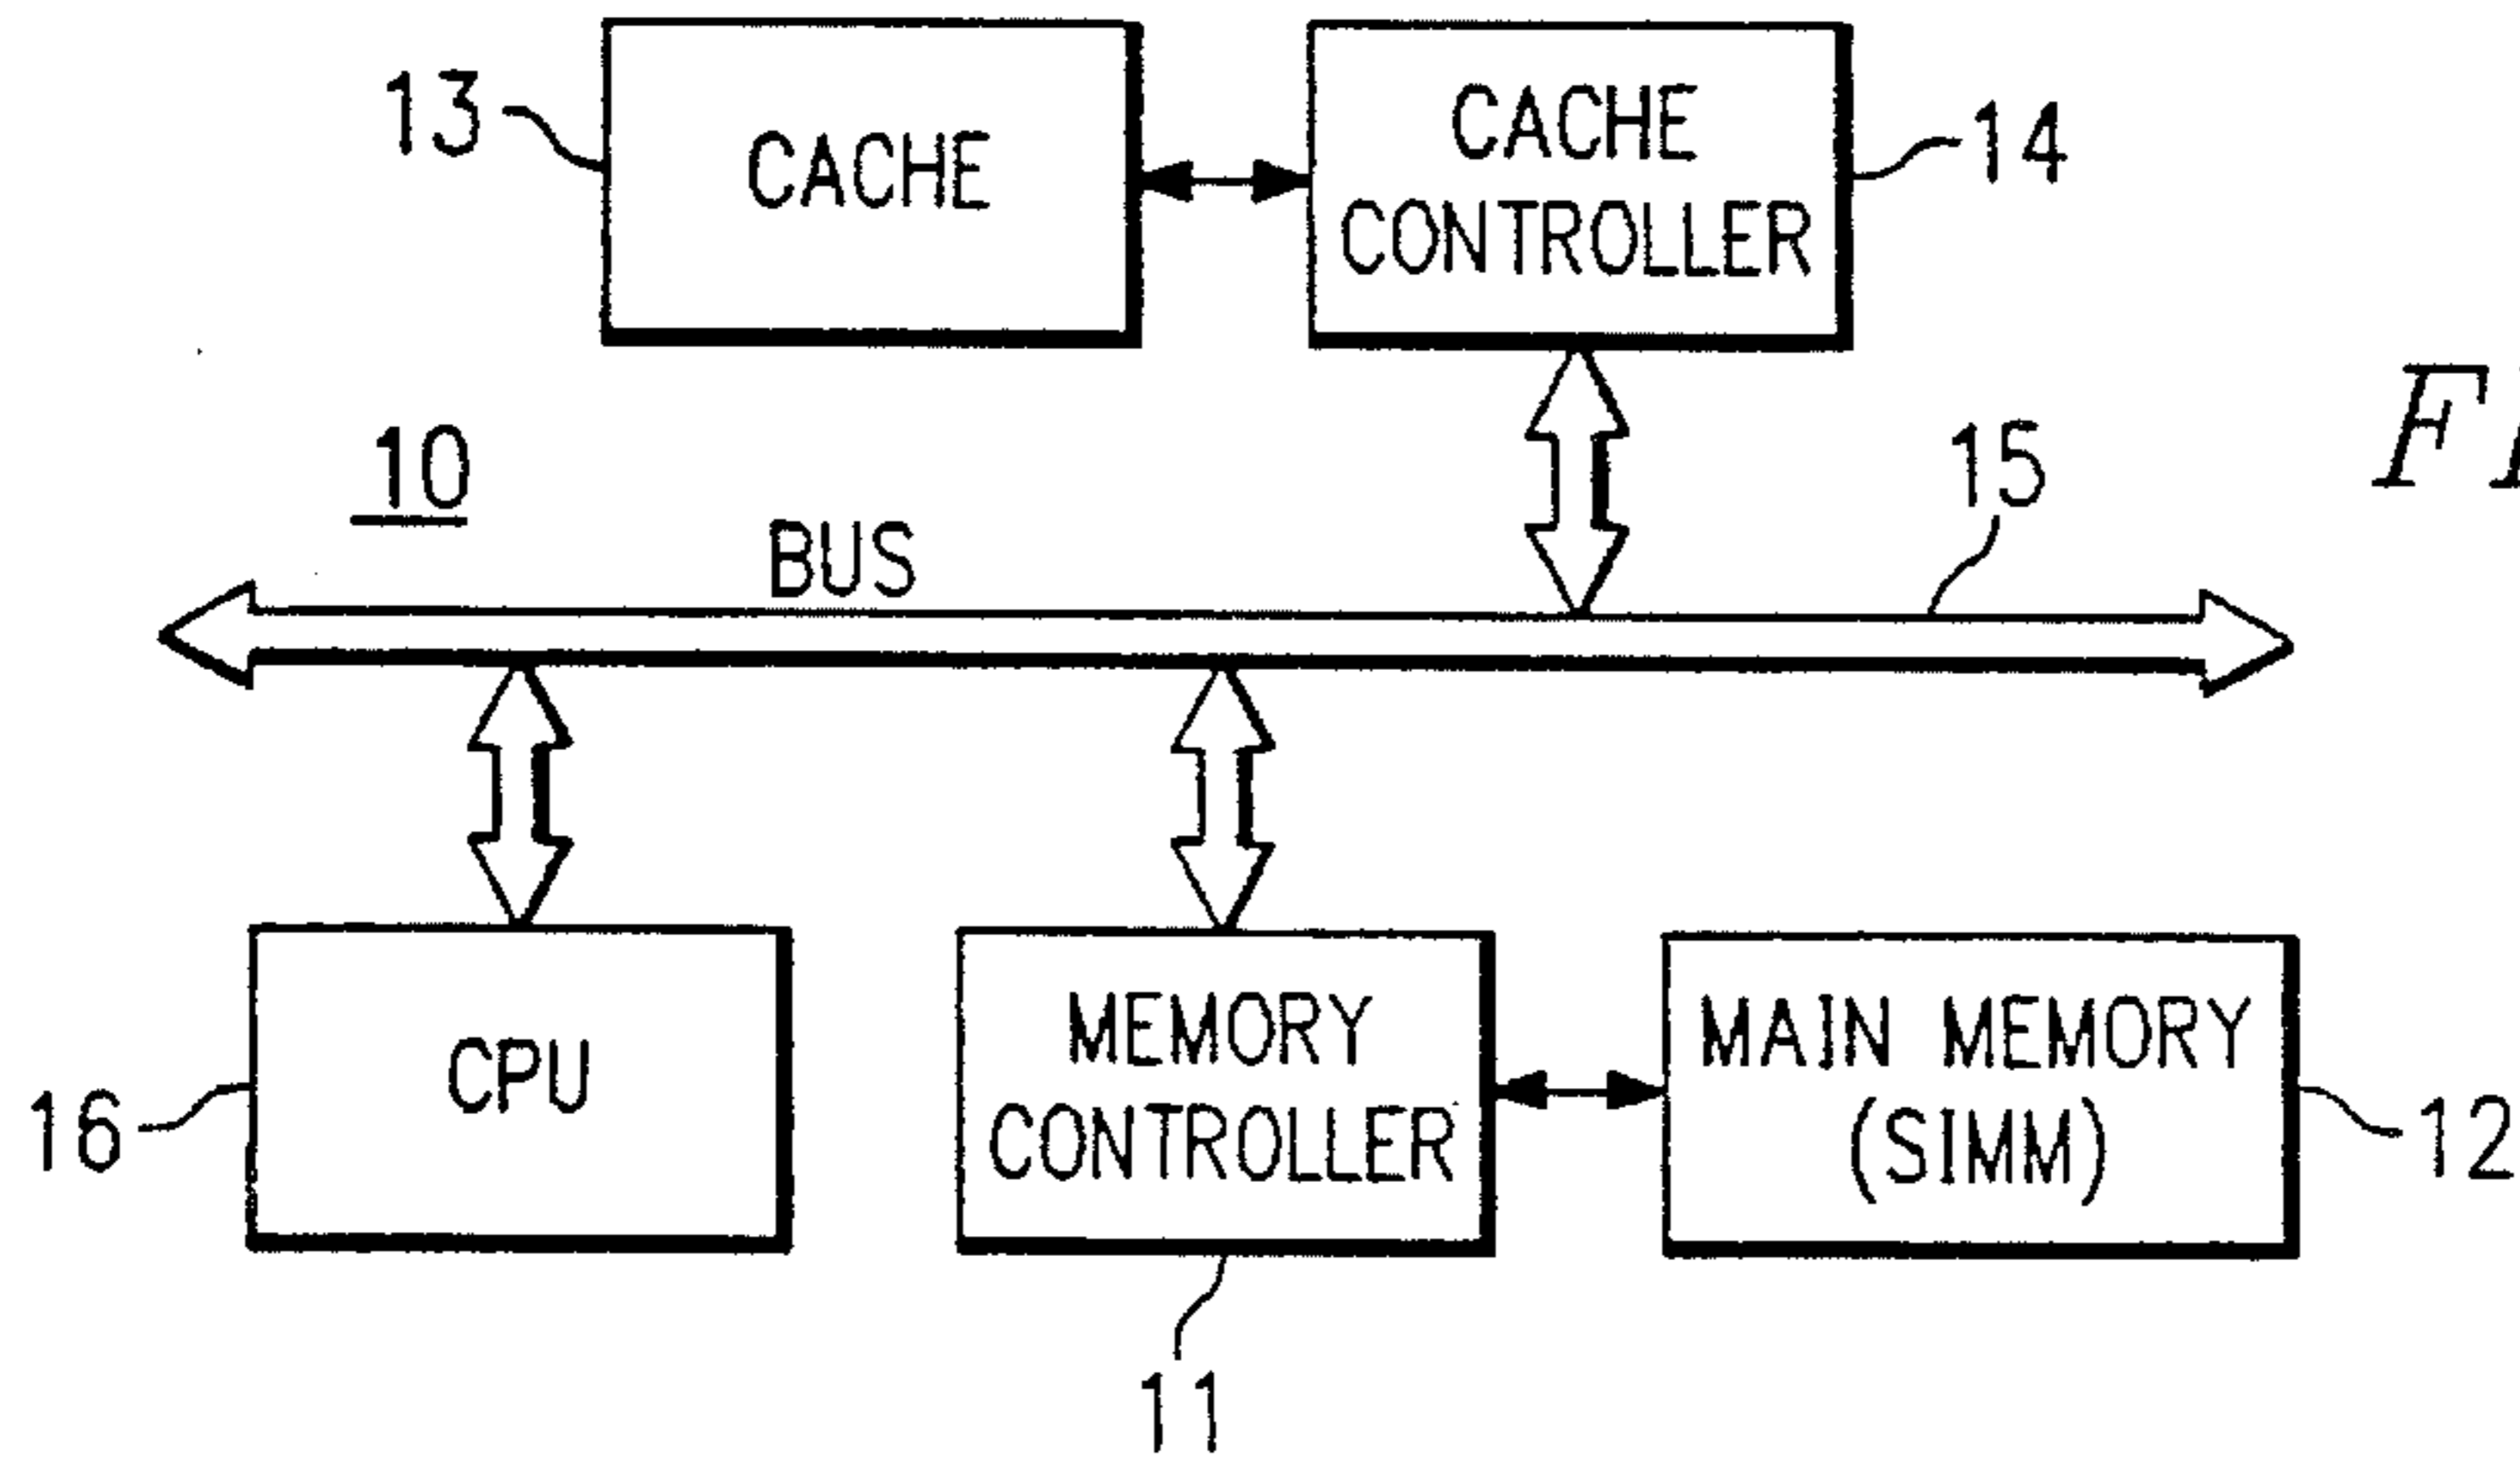 13
CACHE
CACHE
CONTROLLER
14
10
BUS
15
16
CPU
MEMORY
CONTROLLER
MAIN MEMORY
(SIMM)
12
11